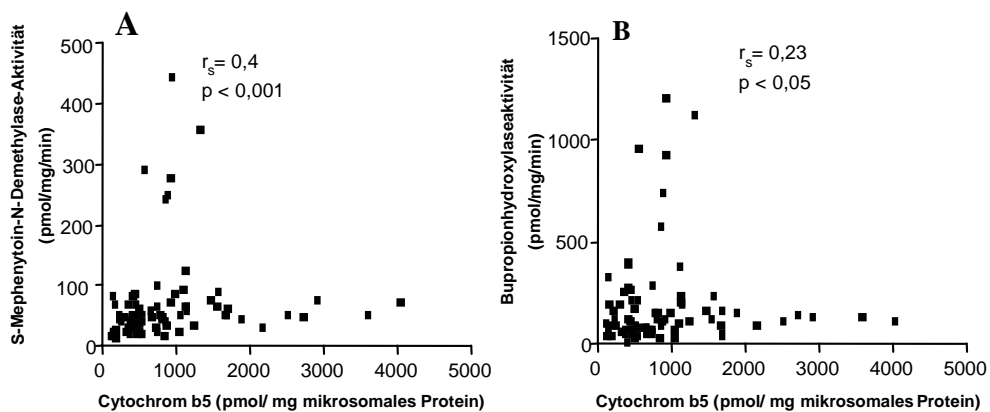 A
S-Mephenytoin-N-Demethylase-Aktivität
(pmol/mg/min)
500
400
300
200
100
0
rs= 0,4
p < 0,001
0 1000 2000 3000 4000 5000
Cytochrom b5 (pmol/ mg mikrosomales Protein)
B
Bupropionhydroxylaseaktivität
(pmol/mg/min)
1500
1000
500
0
rs= 0,23
p < 0,05
0 1000 2000 3000 4000 5000
Cytochrom b5 (pmol/ mg mikrosomales Protein)